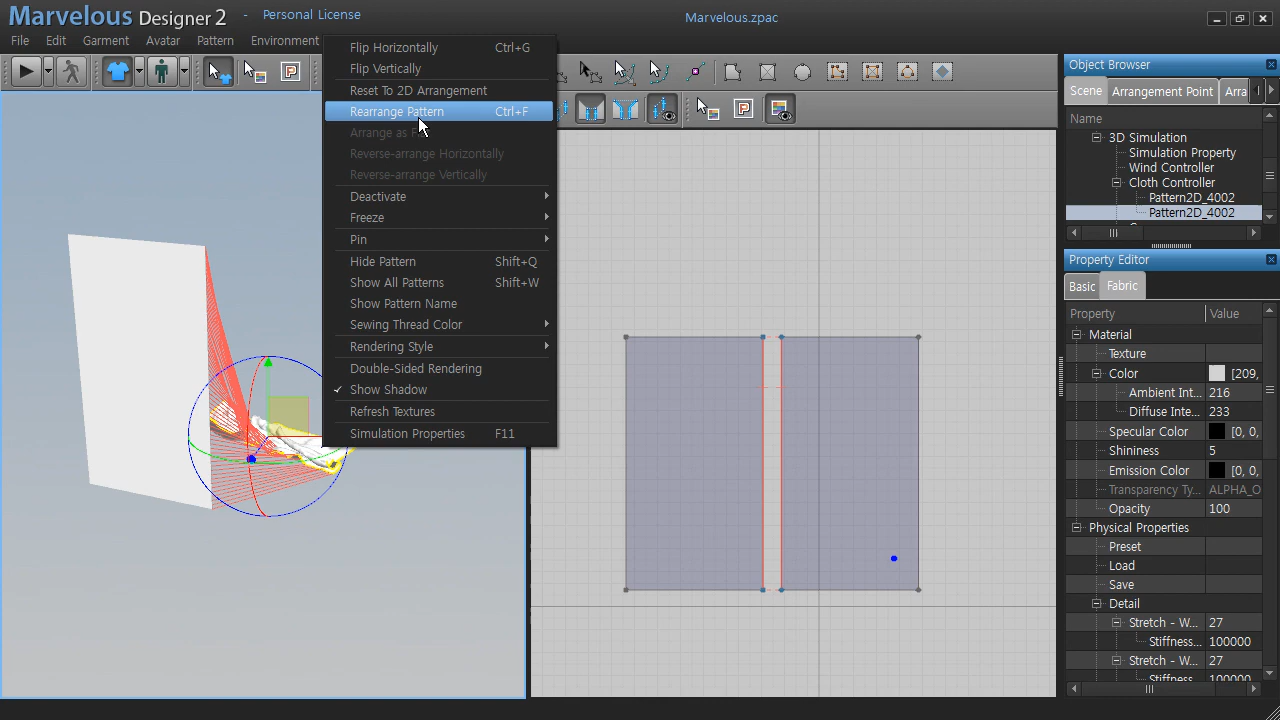 Marvelous Designer 2 - Personal License
Marvelous.zpac
File Edit Garment Avatar Pattern Environment
Flip Horizontally Ctrl+G
Flip Vertically
Reset To 2D Arrangement
Rearrange Pattern Ctrl+F
Arrange as F
Reverse-arrange Horizontally
Reverse-arrange Vertically
Deactivate
Freeze
Pin
Hide Pattern Shift+Q
Show All Patterns Shift+W
Show Pattern Name
Sewing Thread Color
Rendering Style
Double-Sided Rendering
Show Shadow
Refresh Textures
Simulation Properties F11
Object Browser
Scene Arrangement Point Arra
Name
3D Simulation
Simulation Property
Wind Controller
Cloth Controller
Pattern2D_4002
Pattern2D_4002
Property Editor
Basic Fabric
Property Value
Material
Texture
Color [209,
Ambient Int... 216
Diffuse Inte... 233
Specular Color [0, 0,
Shininess 5
Emission Color [0, 0,
Transparency Ty... ALPHA_O
Opacity 100
Physical Properties
Preset
Load
Save
Detail
Stretch - W... 27
Stiffness... 100000
Stretch - W... 27
Stiffness... 100000